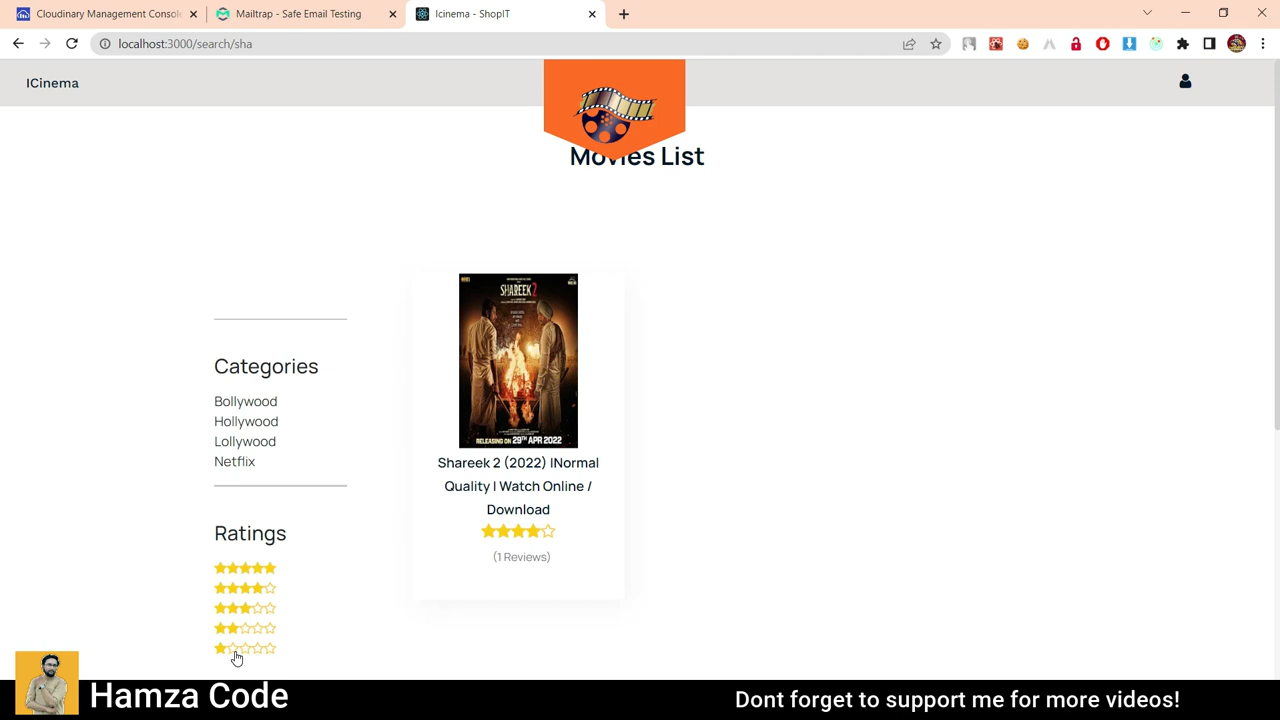 Cloudinary Management Console
Mailtrap - Safe Email Testing
Icinema - ShopIT
localhost:3000/search/sha
ICinema
Movies List
SHAREEK 2
RELEASING ON 29TH APR 2022
Categories
Bollywood
Hollywood
Lollywood
Netflix
Shareek 2 (2022) |Normal
Quality | Watch Online /
Download
(1 Reviews)
Ratings
Hamza Code
Dont forget to support me for more videos!